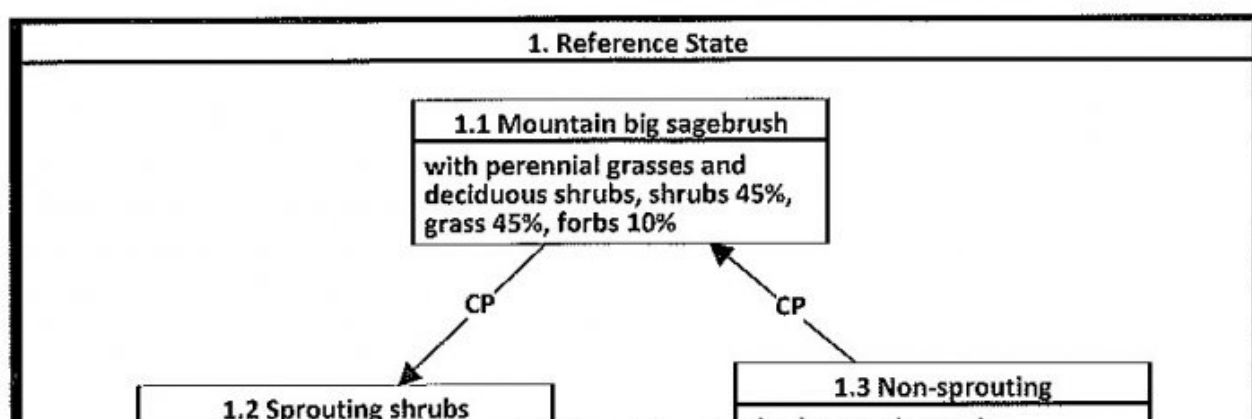 1. Reference State
1.1 Mountain big sagebrush
with perennial grasses and
deciduous shrubs, shrubs 45%,
grass 45%, forbs 10%
CP
CP
1.2 Sprouting shrubs
1.3 Non-sprouting